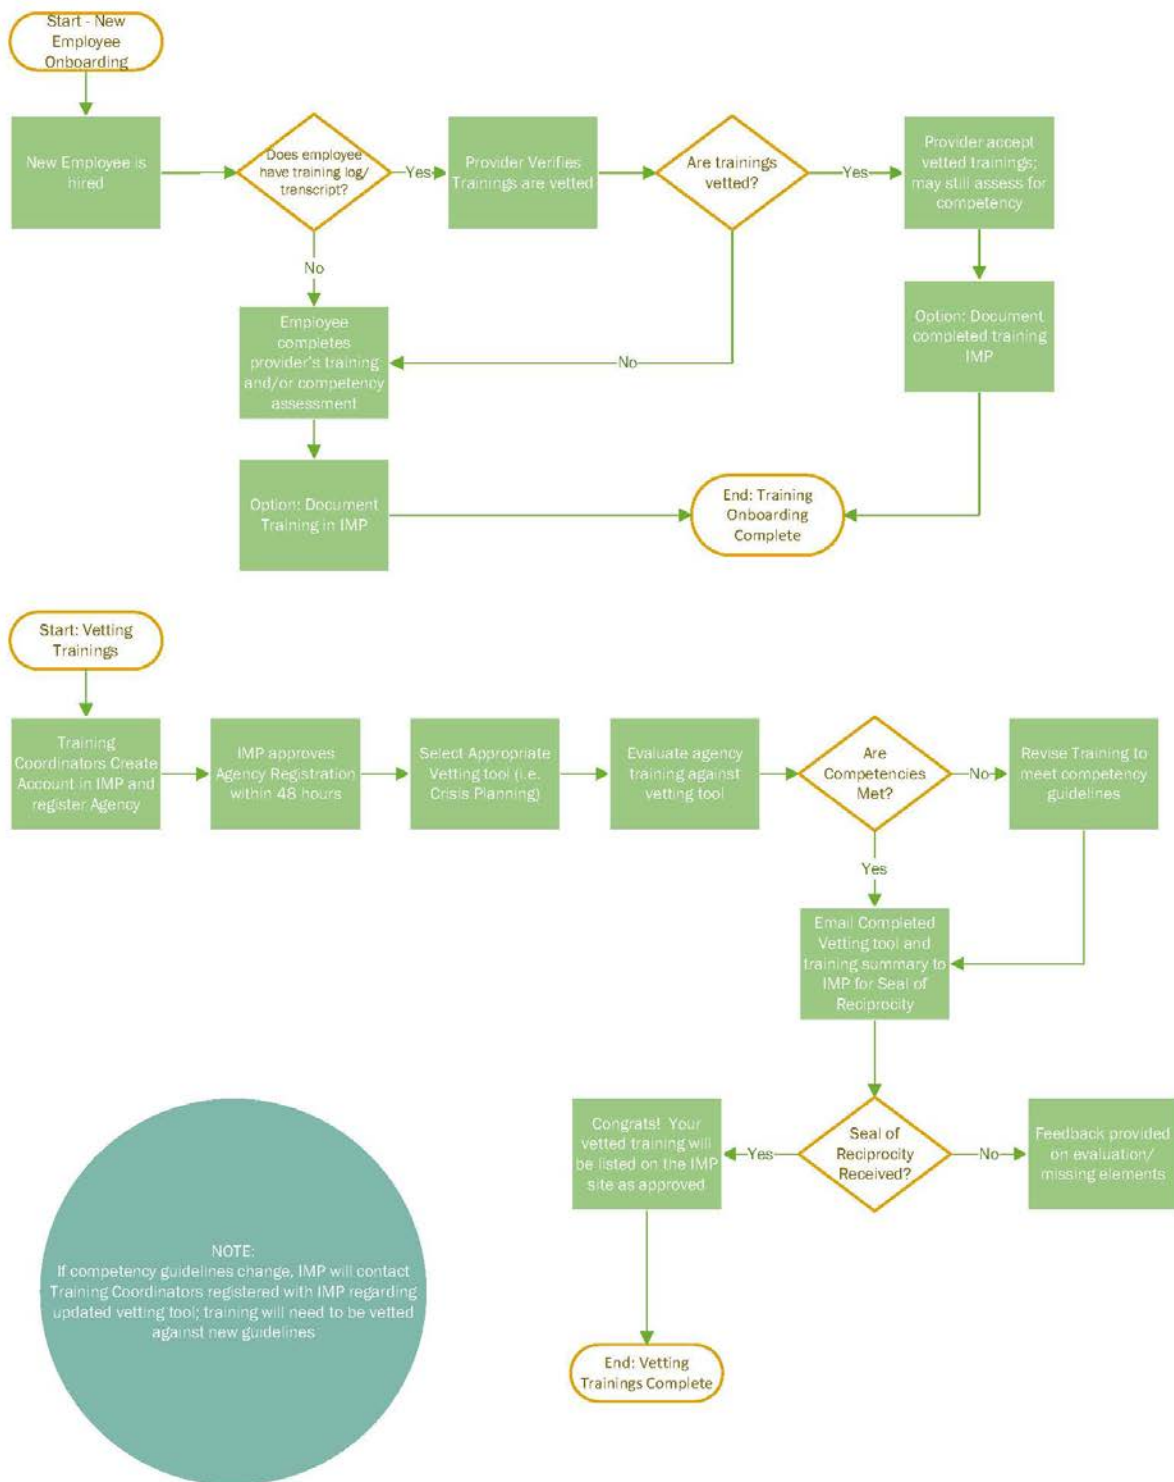 Start - New
Employee
Onboarding
New Employee is
hired
Does employee
have training log/
transcript?
Yes
Provider Verifies
Trainings are vetted
Are trainings
vetted?
Yes
Provider accept
vetted trainings;
may still assess for
competency
No
Employee
completes
provider's training
and/or competency
assessment
No
Option: Document
completed training
IMP
Option: Document
Training in IMP
End: Training
Onboarding
Complete
Start: Vetting
Trainings
Training
Coordinators Create
Account in IMP and
register Agency
IMP approves
Agency Registration
within 48 hours
Select Appropriate
Vetting tool (i.e.
Crisis Planning)
Evaluate agency
training against
vetting tool
Are
Competencies
Met?
No
Revise Training to
meet competency
guidelines
Yes
Email Completed
Vetting tool and
training summary to
IMP for Seal of
Reciprocity
Congrats! Your
vetted training will
be listed on the IMP
site as approved
Yes
Seal of
Reciprocity
Received?
No
Feedback provided
on evaluation/
missing elements
NOTE:
If competency guidelines change, IMP will contact
Training Coordinators registered with IMP regarding
updated vetting tool; training will need to be vetted
against new guidelines
End: Vetting
Trainings Complete